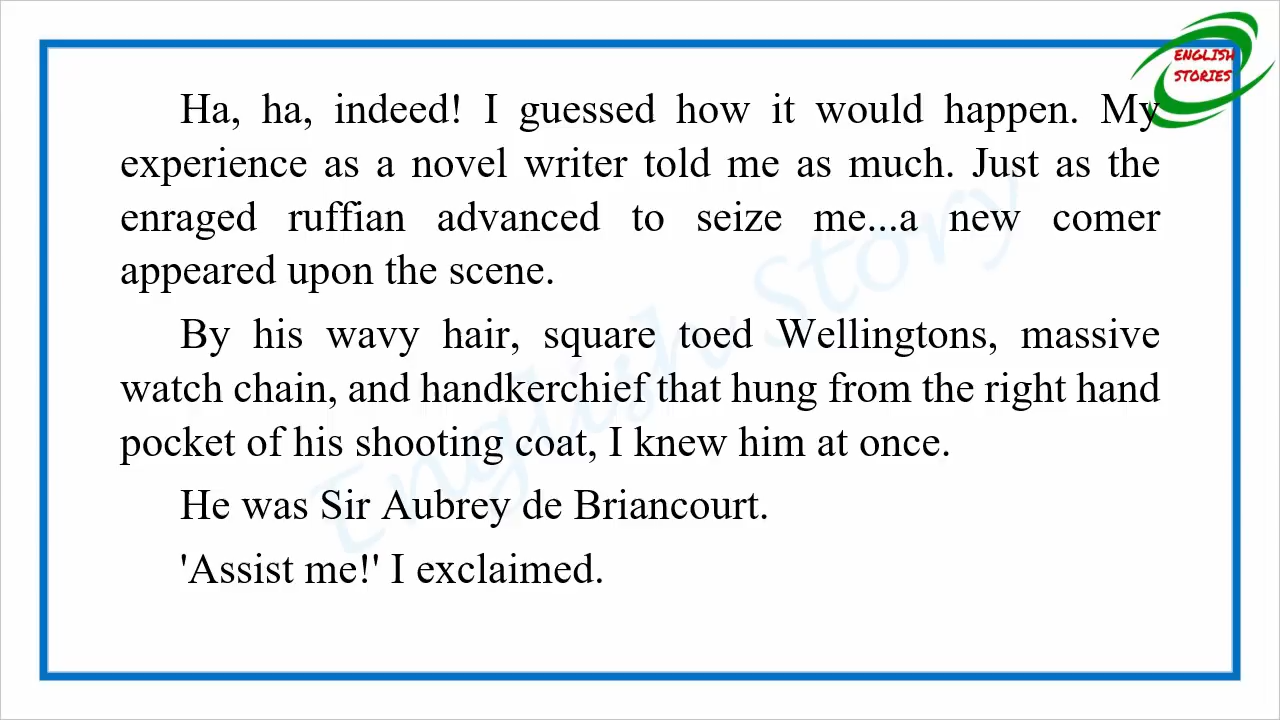 ENGLISH
STORIES
Ha, ha, indeed! I guessed how it would happen. My
experience as a novel writer told me as much. Just as the
enraged ruffian advanced to seize me...a new comer
appeared upon the scene.
By his wavy hair, square toed Wellingtons, massive
watch chain, and handkerchief that hung from the right hand
pocket of his shooting coat, I knew him at once.
He was Sir Aubrey de Briancourt.
'Assist me!' I exclaimed.
English Story